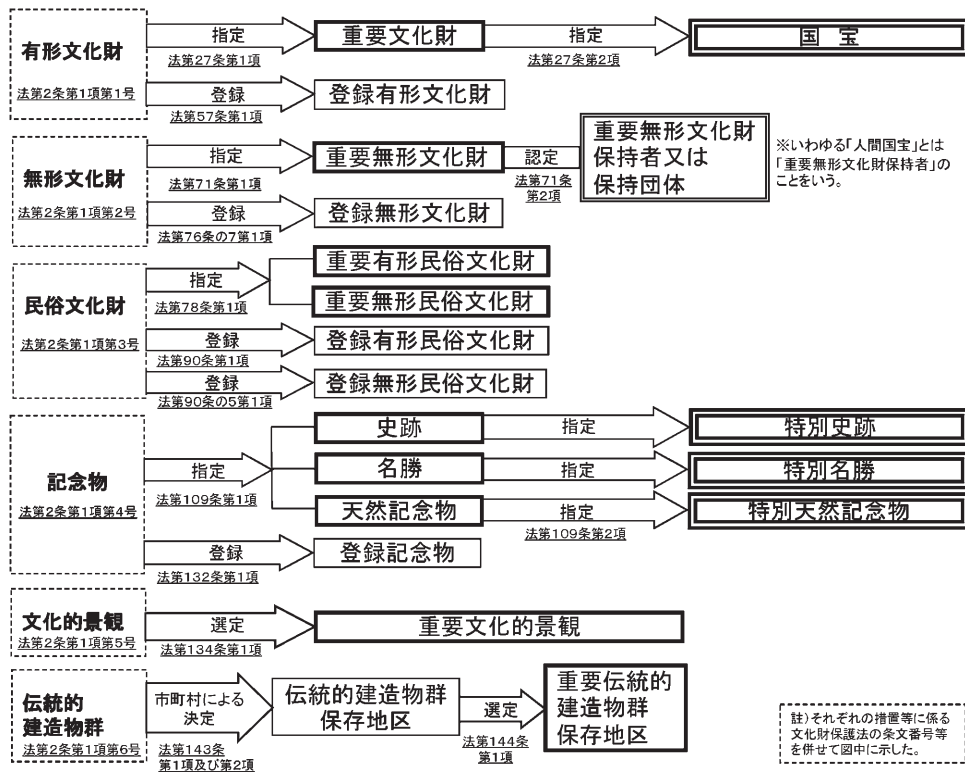 有形文化財
法第2条第1項第1号
指定
法第27条第1項
重要文化財
指定
法第27条第2項
国 宝
登録
法第57条第1項
登録有形文化財
無形文化財
法第2条第1項第2号
指定
法第71条第1項
重要無形文化財
認定
法第71条
第2項
重要無形文化財
保持者又は
保持団体
※いわゆる「人間国宝」とは
「重要無形文化財保持者」の
ことをいう。
登録
法第76条の7第1項
登録無形文化財
民俗文化財
法第2条第1項第3号
指定
法第78条第1項
重要有形民俗文化財
重要無形民俗文化財
登録
法第90条第1項
登録有形民俗文化財
登録
法第90条の5第1項
登録無形民俗文化財
記念物
法第2条第1項第4号
指定
法第109条第1項
史跡
指定
特別史跡
名勝
指定
特別名勝
天然記念物
指定
法第109条第2項
特別天然記念物
登録
法第132条第1項
登録記念物
文化的景観
法第2条第1項第5号
選定
法第134条第1項
重要文化的景観
伝統的
建造物群
法第2条第1項第6号
市町村による
決定
法第143条
第1項及び第2項
伝統的建造物群
保存地区
選定
法第144条
第1項
重要伝統的
建造物群
保存地区
註）それぞれの措置等に係る
文化財保護法の条文番号等
を併せて図中に示した。